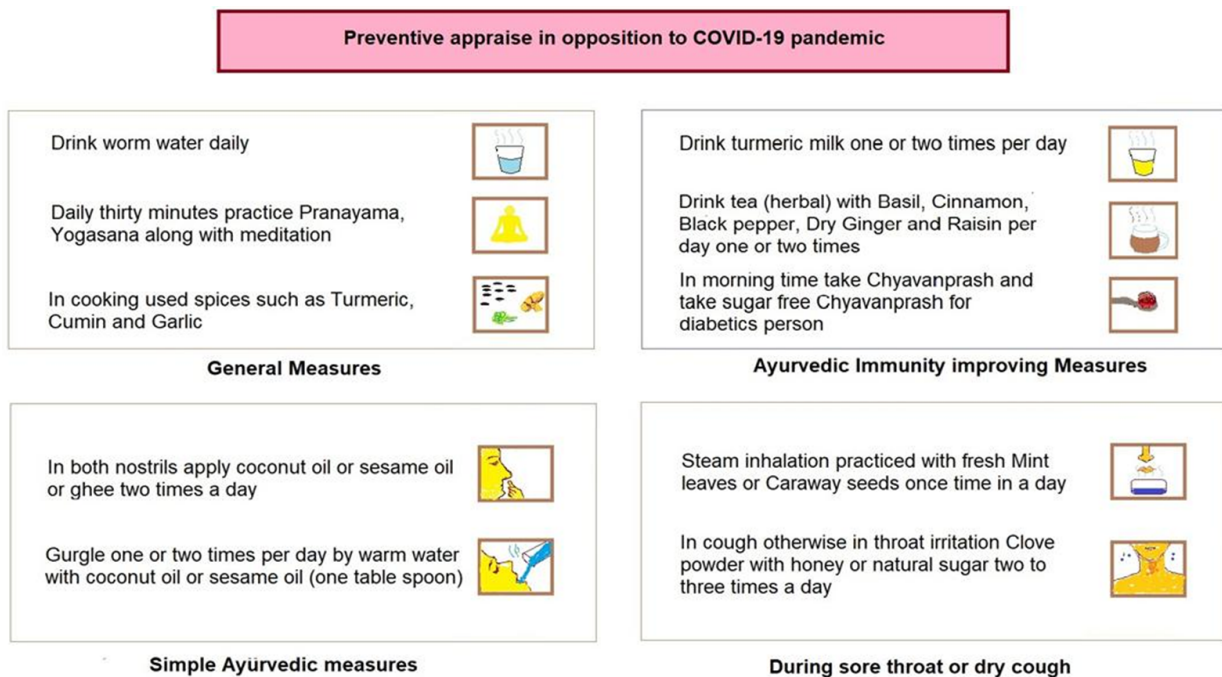 Preventive appraise in opposition to COVID-19 pandemic
Drink worm water daily
Daily thirty minutes practice Pranayama,
Yogasana along with meditation
In cooking used spices such as Turmeric,
Cumin and Garlic
General Measures
Drink turmeric milk one or two times per day
Drink tea (herbal) with Basil, Cinnamon,
Black pepper, Dry Ginger and Raisin per
day one or two times
In morning time take Chyavanprash and
take sugar free Chyavanprash for
diabetics person
Ayurvedic Immunity improving Measures
In both nostrils apply coconut oil or sesame oil
or ghee two times a day
Gurgle one or two times per day by warm water
with coconut oil or sesame oil (one table spoon)
Simple Ayurvedic measures
Steam inhalation practiced with fresh Mint
leaves or Caraway seeds once time in a day
In cough otherwise in throat irritation Clove
powder with honey or natural sugar two to
three times a day
During sore throat or dry cough